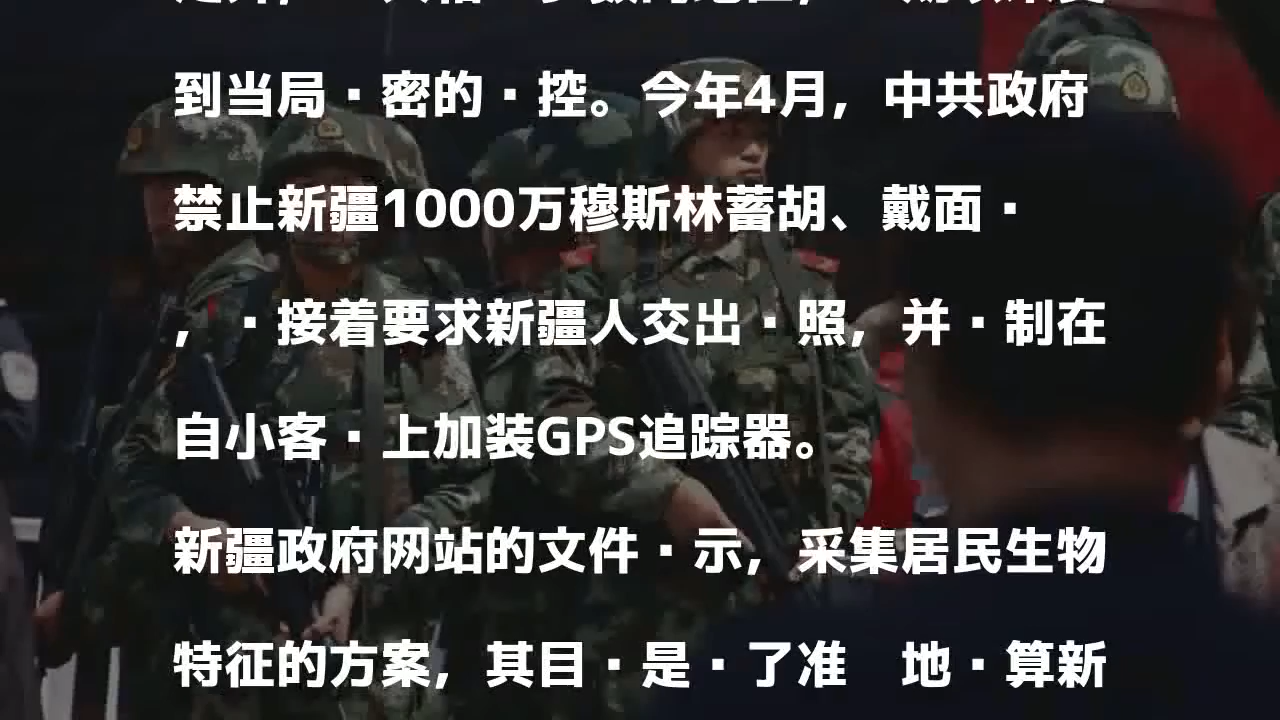 到当局▪密的▪控。今年4月，中共政府
禁止新疆1000万穆斯林蓄胡、戴面▪
，▪接着要求新疆人交出▪照，并▪制在
自小客▪上加装GPS追踪器。
新疆政府网站的文件▪示，采集居民生物
特征的方案，其目▪是▪了准　地▪算新